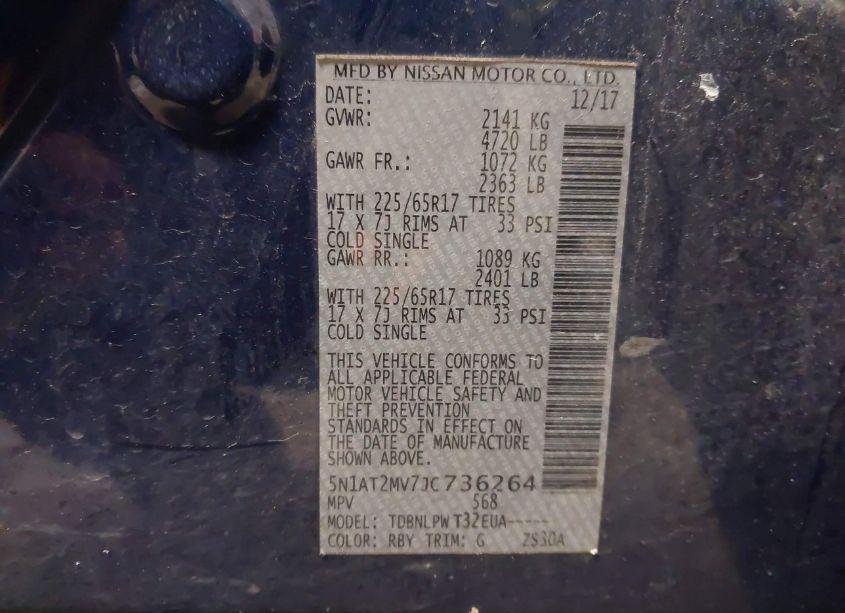 MFD BY NISSAN MOTOR CO., LTD.
DATE: 12/17
GVWR: 2141 KG
4720 LB
GAWR FR.: 1072 KG
2363 LB
WITH 225/65R17 TIRES
17 X 7J RIMS AT 33 PSI
COLD SINGLE
GAWR RR.: 1089 KG
2401 LB
WITH 225/65R17 TIRES
17 X 7J RIMS AT 33 PSI
COLD SINGLE
THIS VEHICLE CONFORMS TO
ALL APPLICABLE FEDERAL
MOTOR VEHICLE SAFETY AND
THEFT PREVENTION
STANDARDS IN EFFECT ON
THE DATE OF MANUFACTURE
SHOWN ABOVE.
5N1AT2MV7JC736264
MPV 568
MODEL: TDBNLPW T32EUA-----
COLOR: RBY TRIM: G ZS30A